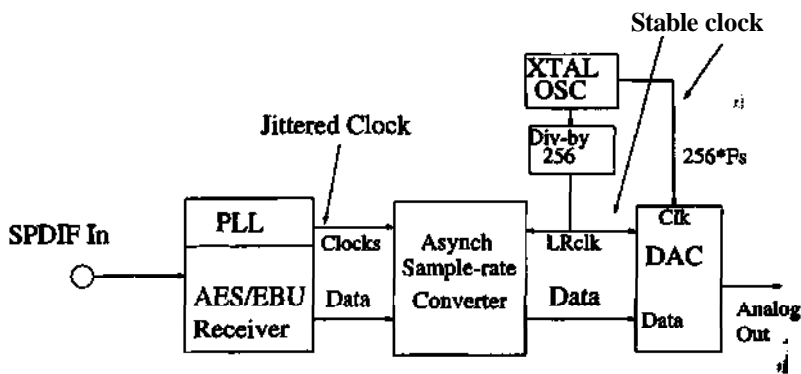 Stable clock
XTAL
OSC
Jittered Clock
Div-by
256
256*Fs
SPDIF In
PLL
Clocks
Asynch
Sample-rate
Converter
LRclk
Clk
DAC
AES/EBU
Receiver
Data
Data
Data
Analog
Out